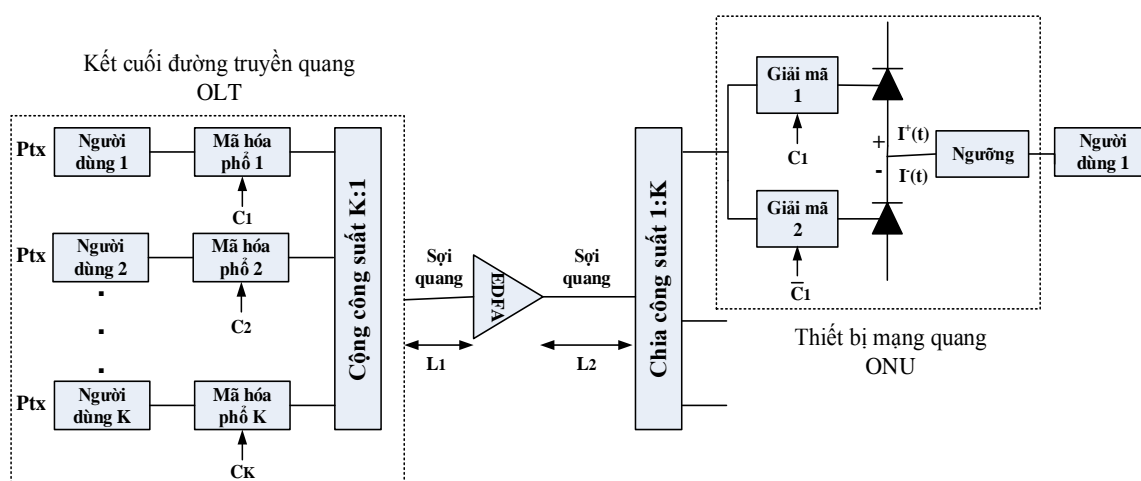 Kết cuối đường truyền quang
OLT
Ptx
Người
dùng 1
Mã hóa
phổ 1
C1
Ptx
Người
dùng 2
Mã hóa
phổ 2
C2
Ptx
Người
dùng K
Mã hóa
phổ K
CK
Cộng công suất K:1
Sợi
quang
L1
EDFA
Sợi
quang
L2
Chia công suất 1:K
Giải mã
1
C1
Giải mã
2
C̅1
+
-
I⁺(t)
I⁻(t)
Ngưỡng
Người
dùng 1
Thiết bị mạng quang
ONU